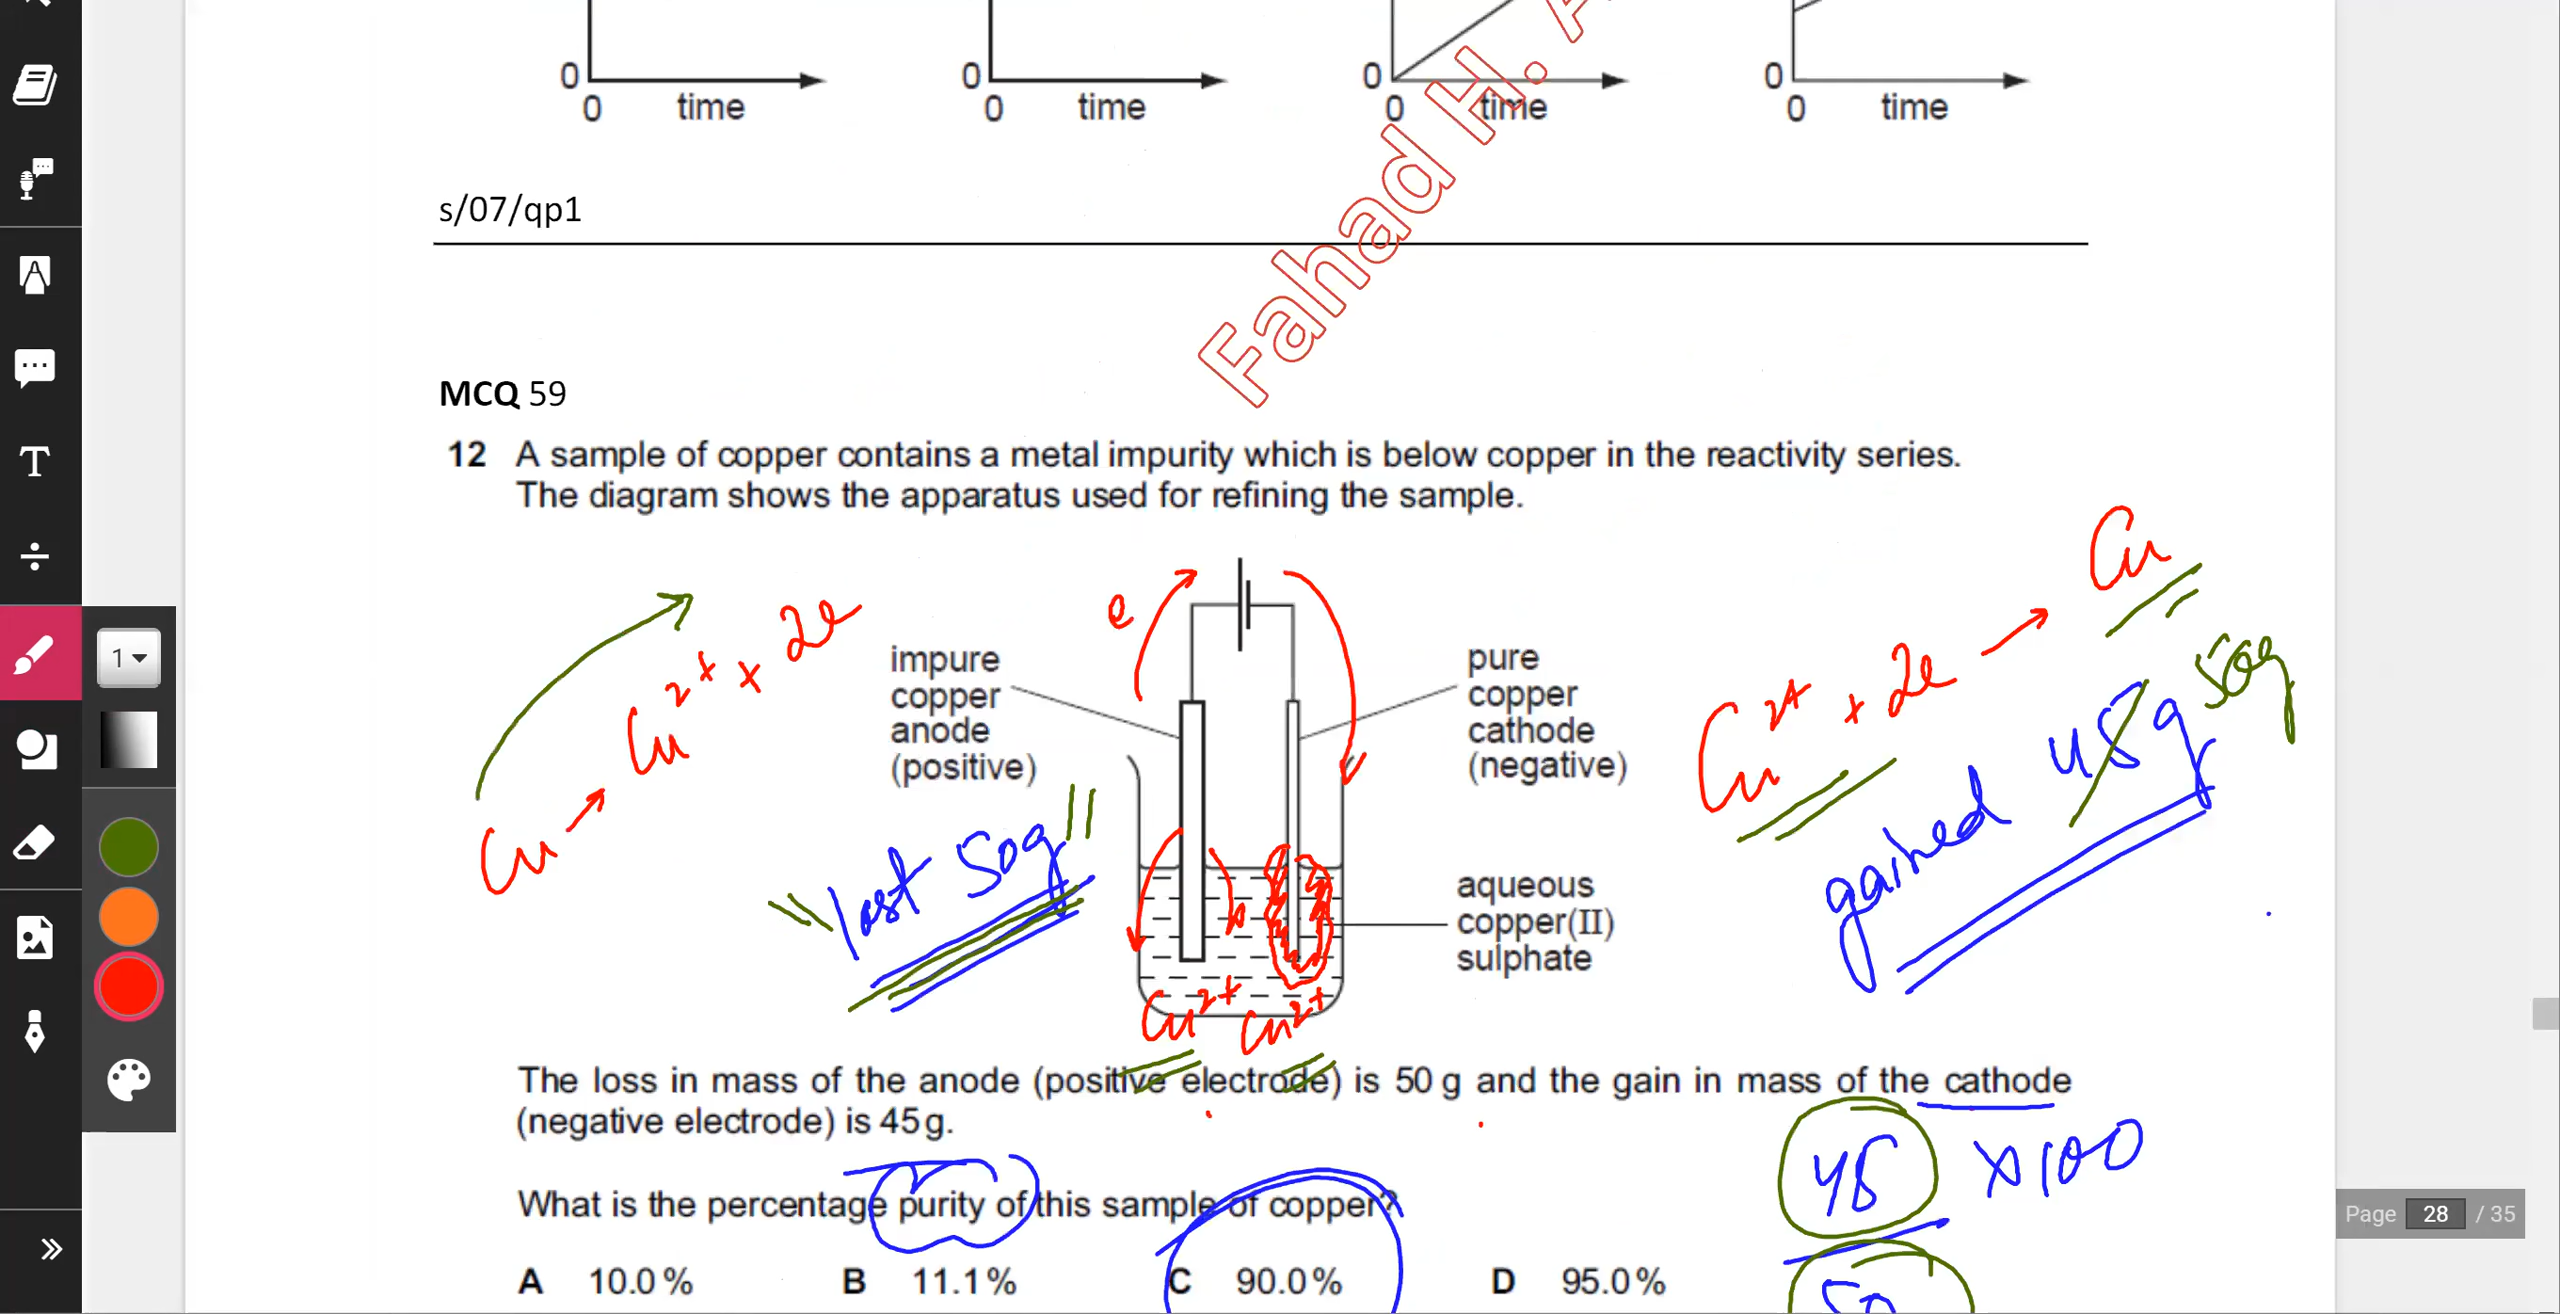 0 0 0 0
0 time 0 time 0 time 0 time
s/07/qp1
Fahad H. A
MCQ 59
12 A sample of copper contains a metal impurity which is below copper in the reactivity series.
The diagram shows the apparatus used for refining the sample.
Cu → Cu²⁺ + 2e
e
Cu²⁺ + 2e → Cu
impure
copper
anode
(positive)
pure
copper
cathode
(negative)
lost 50g
gained 45g 50g
aqueous
copper(II)
sulphate
Cu²⁺ Cu²⁺
The loss in mass of the anode (positive electrode) is 50 g and the gain in mass of the cathode
(negative electrode) is 45 g.
45 × 100
50
What is the percentage purity of this sample of copper?
A 10.0 % B 11.1 % C 90.0 % D 95.0 %
1
T
Page 28 / 35